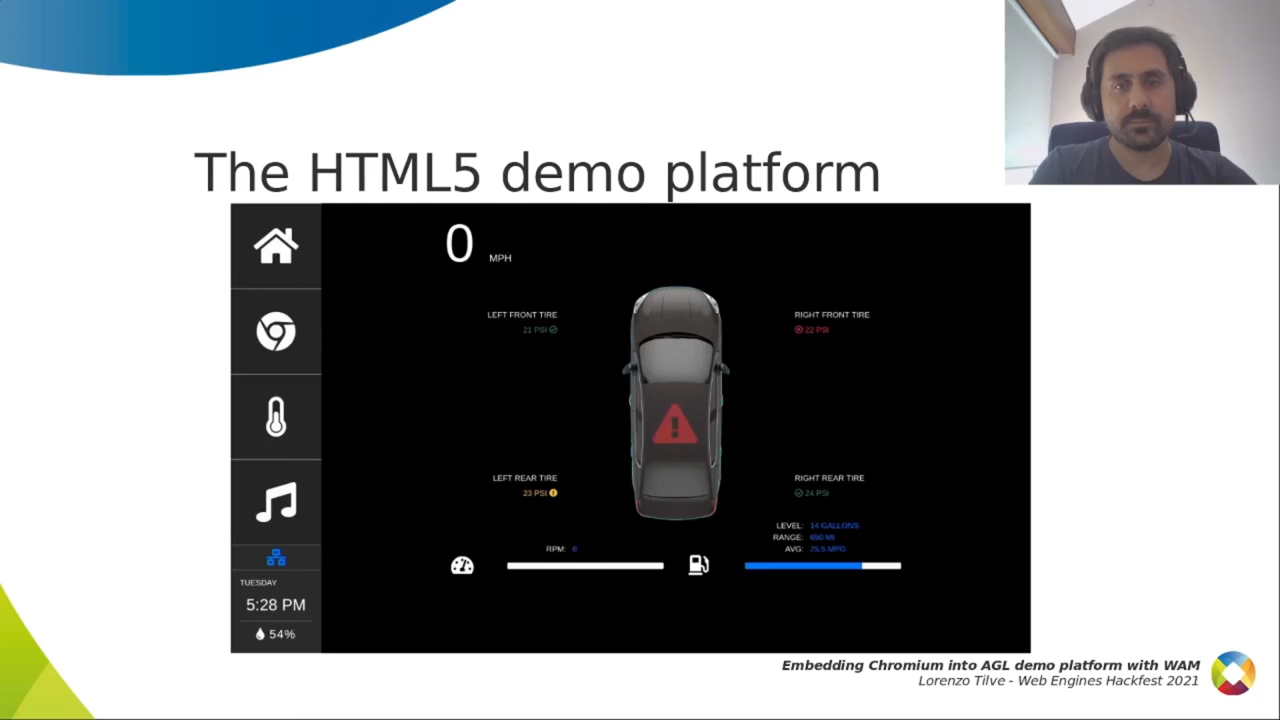 The HTML5 demo platform
0 MPH
LEFT FRONT TIRE
21 PSI
RIGHT FRONT TIRE
22 PSI
LEFT REAR TIRE
23 PSI
RIGHT REAR TIRE
24 PSI
LEVEL: 14 GALLONS
RANGE: 650 MI
AVG: 25.5 MPG
RPM: 0
TUESDAY
5:28 PM
54%
Embedding Chromium into AGL demo platform with WAM
Lorenzo Tilve - Web Engines Hackfest 2021